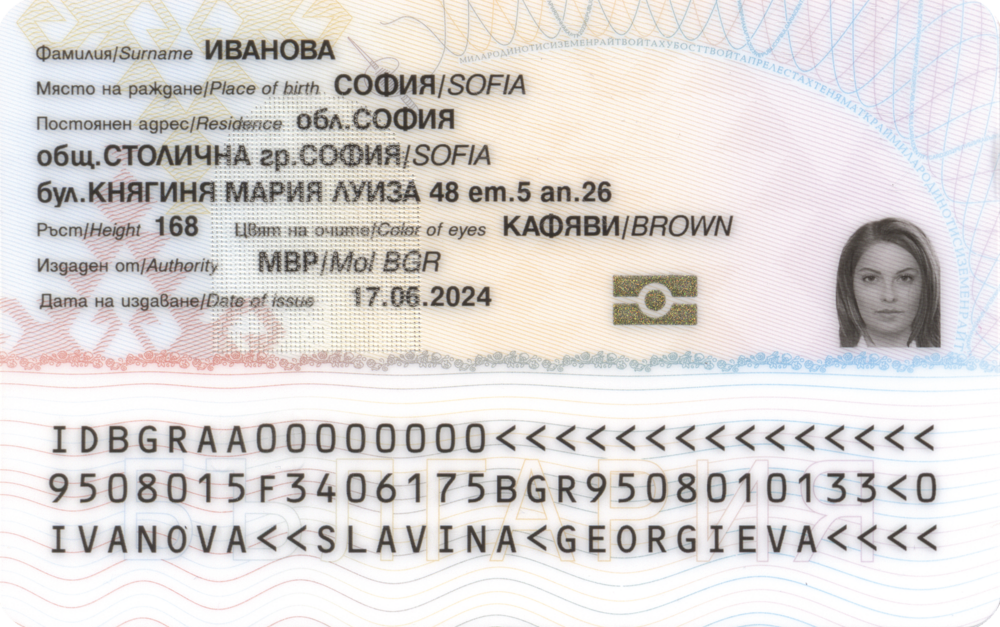 Фамилия/Surname ИВАНОВА
Място на раждане/Place of birth СОФИЯ/SOFIA
Постоянен адрес/Residence обл.СОФИЯ
общ.СТОЛИЧНА гр.СОФИЯ/SOFIA
бул.КНЯГИНЯ МАРИЯ ЛУИЗА 48 ет.5 ап.26
Ръст/Height 168 Цвят на очите/Color of eyes КАФЯВИ/BROWN
Издаден от/Authority МВР/MoI BGR
Дата на издаване/Date of issue 17.06.2024
IDBGRAA00000000<<<<<<<<<<<<<<<
9508015F3406175BGR9508010133<0
IVANOVA<<SLAVINA<GEORGIEVA<<<<
БЪЛГАРИЯ